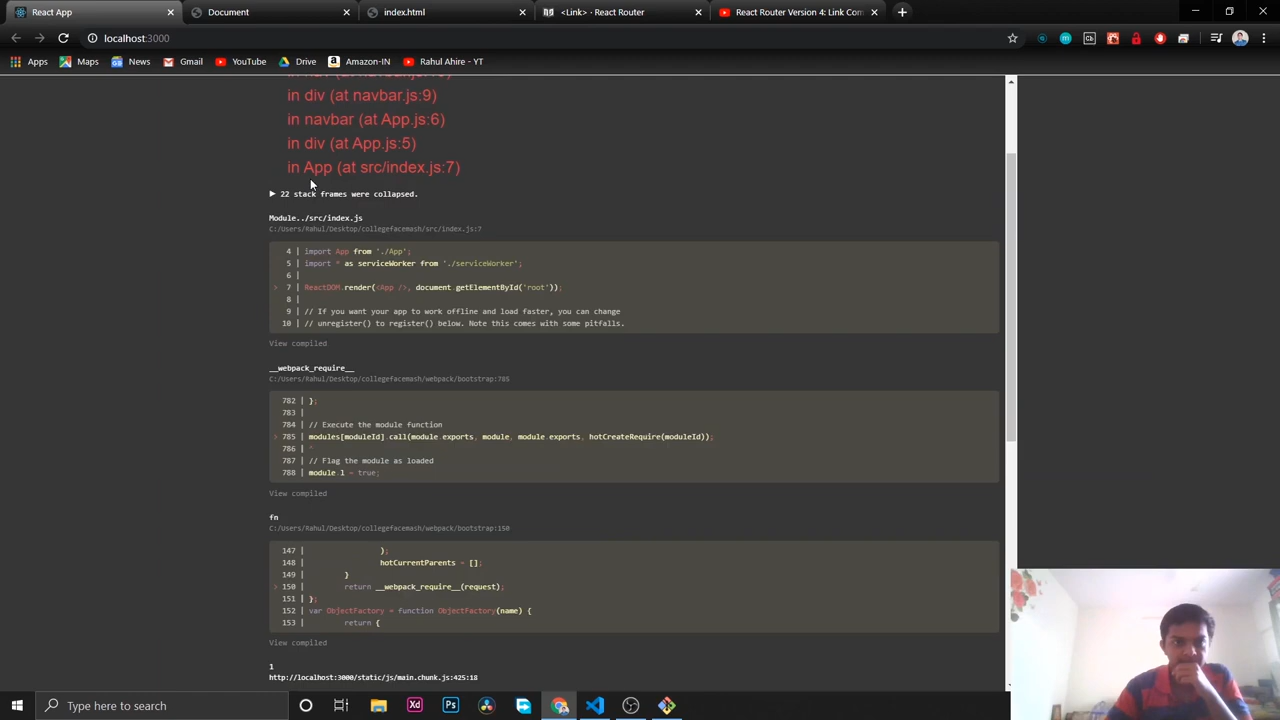 React App
Document
index.html
<Link> - React Router
React Router Version 4: Link Com
localhost:3000
Apps
Maps
News
Gmail
YouTube
Drive
Amazon-IN
Rahul Ahire - YT
in div (at navbar.js:9)
in navbar (at App.js:6)
in div (at App.js:5)
in App (at src/index.js:7)
▶ 22 stack frames were collapsed.
Module../src/index.js
C:/Users/Rahul/Desktop/collegefacemash/src/index.js:7
4 | import App from './App';
5 | import * as serviceWorker from './serviceWorker';
6 |
> 7 | ReactDOM.render(<App />, document.getElementById('root'));
8 |
9 | // If you want your app to work offline and load faster, you can change
10 | // unregister() to register() below. Note this comes with some pitfalls.
View compiled
__webpack_require__
C:/Users/Rahul/Desktop/collegefacemash/webpack/bootstrap:785
782 | };
783 |
784 | // Execute the module function
> 785 | modules[moduleId].call(module.exports, module, module.exports, hotCreateRequire(moduleId));
786 | ^
787 | // Flag the module as loaded
788 | module.l = true;
View compiled
fn
C:/Users/Rahul/Desktop/collegefacemash/webpack/bootstrap:150
147 | );
148 | hotCurrentParents = [];
149 | }
> 150 | return __webpack_require__(request);
151 | };
152 | var ObjectFactory = function ObjectFactory(name) {
153 | return {
View compiled
1
http://localhost:3000/static/js/main.chunk.js:425:18
Type here to search